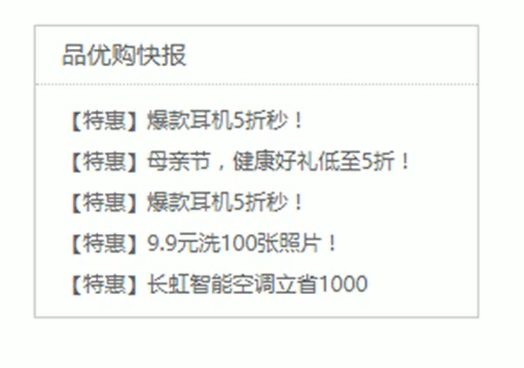 品优购快报
【特惠】爆款耳机5折秒！
【特惠】母亲节，健康好礼低至5折！
【特惠】爆款耳机5折秒！
【特惠】9.9元洗100张照片！
【特惠】长虹智能空调立省1000